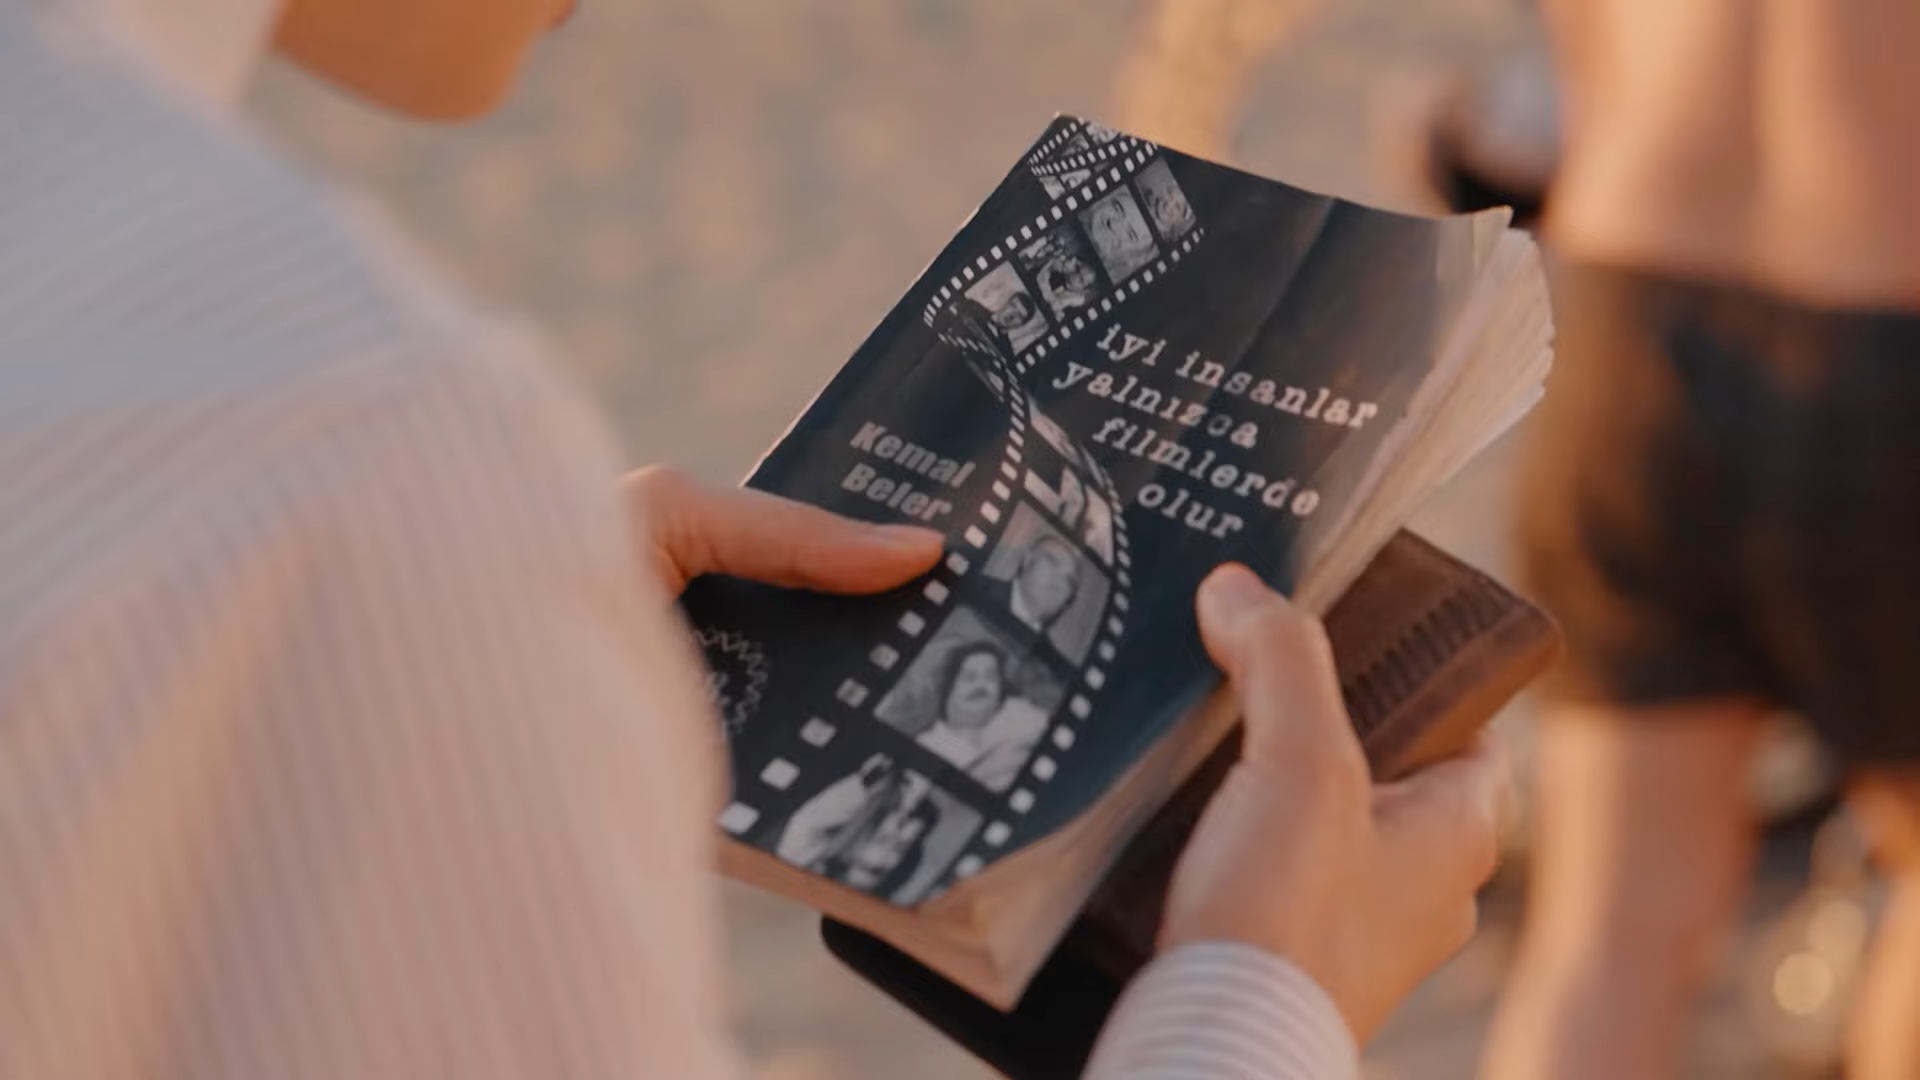 iyi insanlar
yalnızca
filmlerde
olur
Kemal
Beler